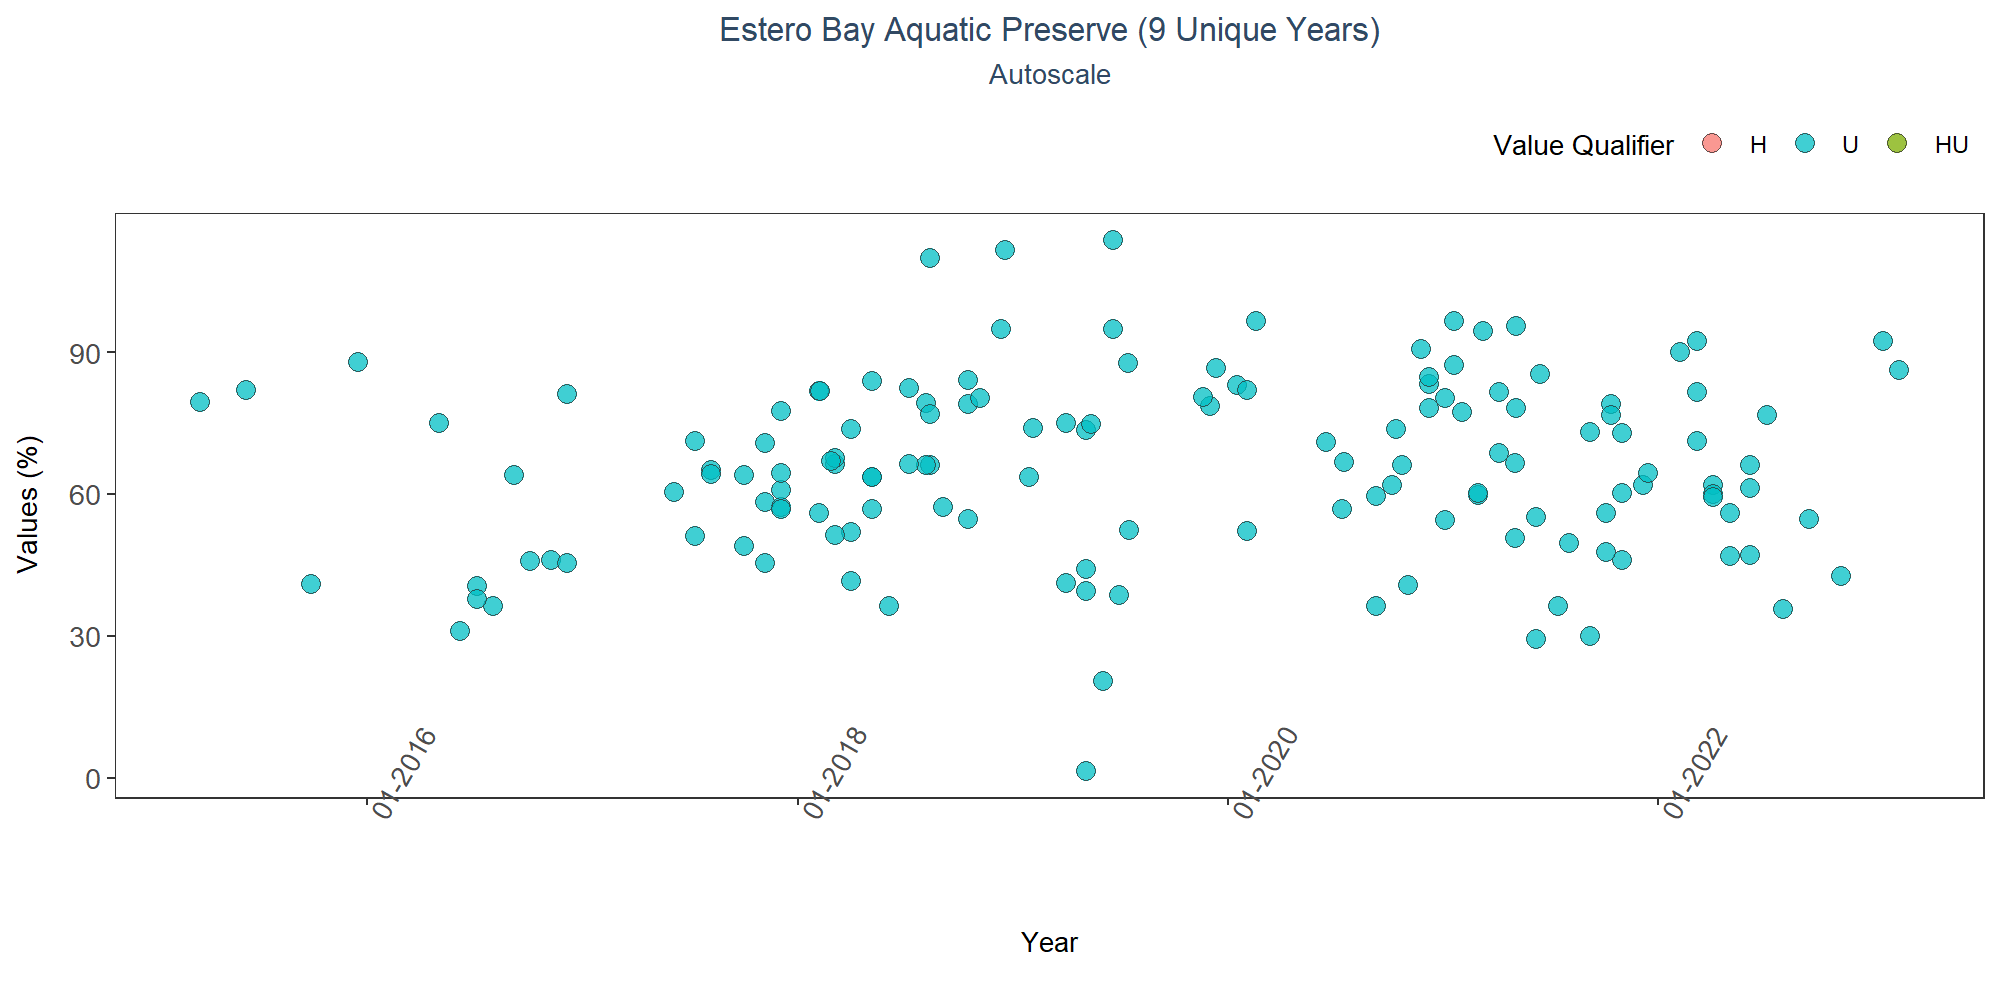 Estero Bay Aquatic Preserve (9 Unique Years)
Autoscale
Value Qualifier H U HU
Values (%)
90
60
30
0
01-2016 01-2018 01-2020 01-2022
Year